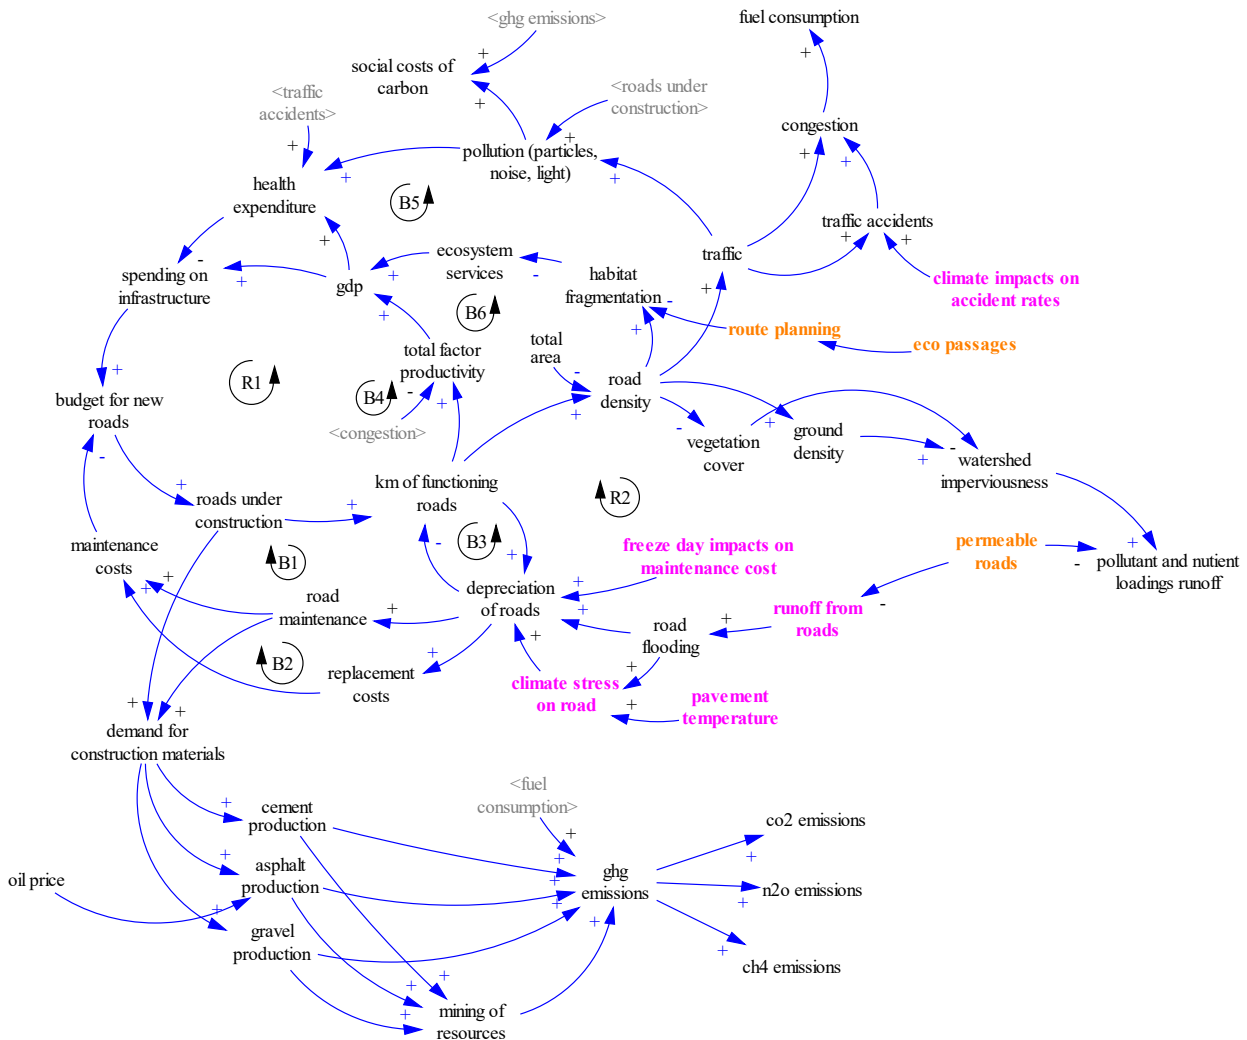 <ghg emissions>
fuel consumption
social costs of
carbon
<traffic
accidents>
<roads under
construction>
congestion
pollution (particles,
noise, light)
health
expenditure
B5
traffic accidents
ecosystem
services
traffic
spending on
infrastructure
gdp
habitat
fragmentation
climate impacts on
accident rates
B6
route planning
eco passages
total
area
total factor
productivity
R1
B4
road
density
budget for new
roads
<congestion>
vegetation
cover
ground
density
watershed
imperviousness
km of functioning
roads
R2
roads under
construction
maintenance
costs
B1
B3
freeze day impacts on
maintenance cost
permeable
roads
pollutant and nutient
loadings runoff
depreciation
of roads
road
maintenance
runoff from
roads
road
flooding
B2
replacement
costs
climate stress
on road
pavement
temperature
demand for
construction materials
<fuel
consumption>
cement
production
co2 emissions
asphalt
production
oil price
ghg
emissions
n2o emissions
gravel
production
ch4 emissions
mining of
resources